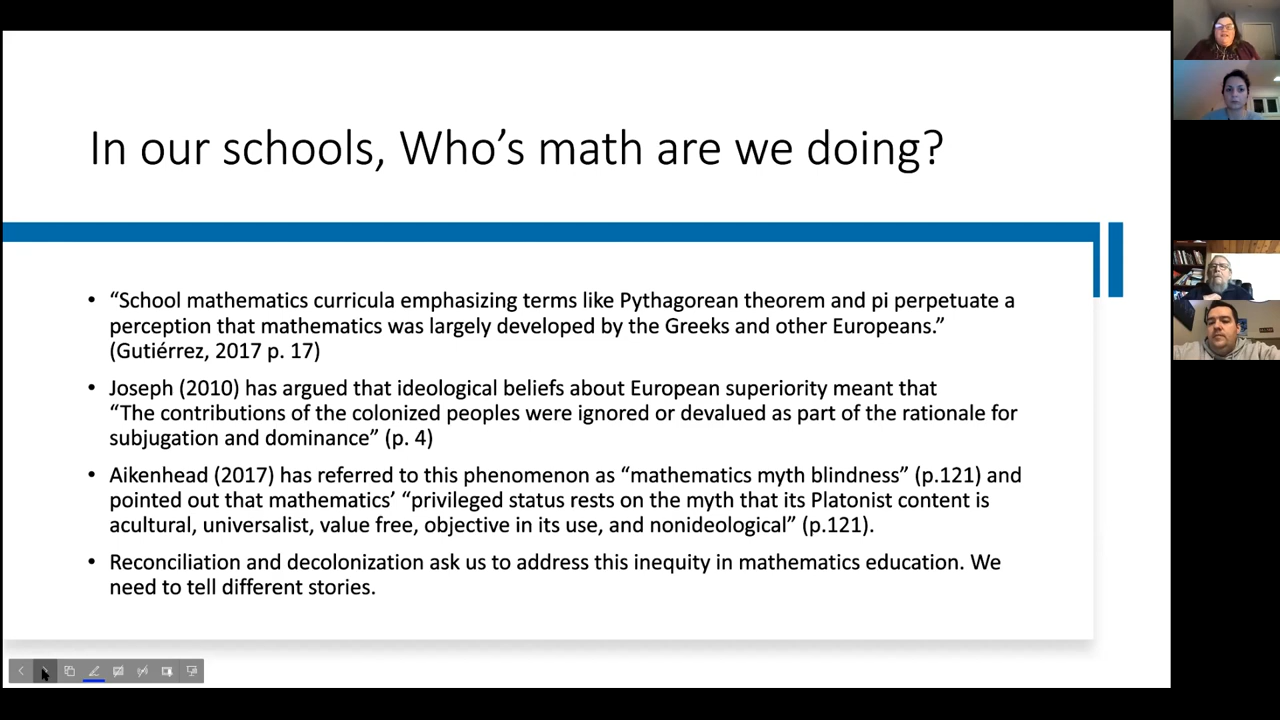 In our schools, Who's math are we doing?
• “School mathematics curricula emphasizing terms like Pythagorean theorem and pi perpetuate a
perception that mathematics was largely developed by the Greeks and other Europeans.”
(Gutiérrez, 2017 p. 17)
• Joseph (2010) has argued that ideological beliefs about European superiority meant that
“The contributions of the colonized peoples were ignored or devalued as part of the rationale for
subjugation and dominance” (p. 4)
• Aikenhead (2017) has referred to this phenomenon as “mathematics myth blindness” (p.121) and
pointed out that mathematics’ “privileged status rests on the myth that its Platonist content is
acultural, universalist, value free, objective in its use, and nonideological” (p.121).
• Reconciliation and decolonization ask us to address this inequity in mathematics education. We
need to tell different stories.